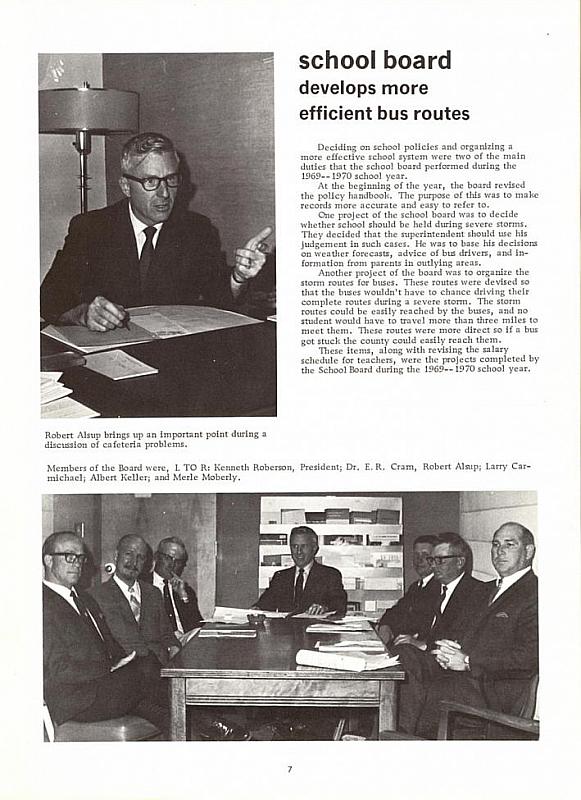 school board
develops more
efficient bus routes
Deciding on school policies and organizing a
more effective school system were two of the main
duties that the school board performed during the
1969--1970 school year.
At the beginning of the year, the board revised
the policy handbook. The purpose of this was to make
records more accurate and easy to refer to.
One project of the school board was to decide
whether school should be held during severe storms.
They decided that the superintendent should use his
judgement in such cases. He was to base his decisions
on weather forecasts, advice of bus drivers, and in-
formation from parents in outlying areas.
Another project of the board was to organize the
storm routes for buses. These routes were devised so
that the buses wouldn't have to chance driving their
complete routes during a severe storm. The storm
routes could be easily reached by the buses, and no
student would have to travel more than three miles to
meet them. These routes were more direct so if a bus
got stuck the county could easily reach them.
These items, along with revising the salary
schedule for teachers, were the projects completed by
the School Board during the 1969--1970 school year.
Robert Alsup brings up an important point during a
discussion of cafeteria problems.
Members of the Board were, L TO R: Kenneth Roberson, President; Dr. E. R. Cram, Robert Alsup; Larry Car-
michael; Albert Keller; and Merle Moberly.
7